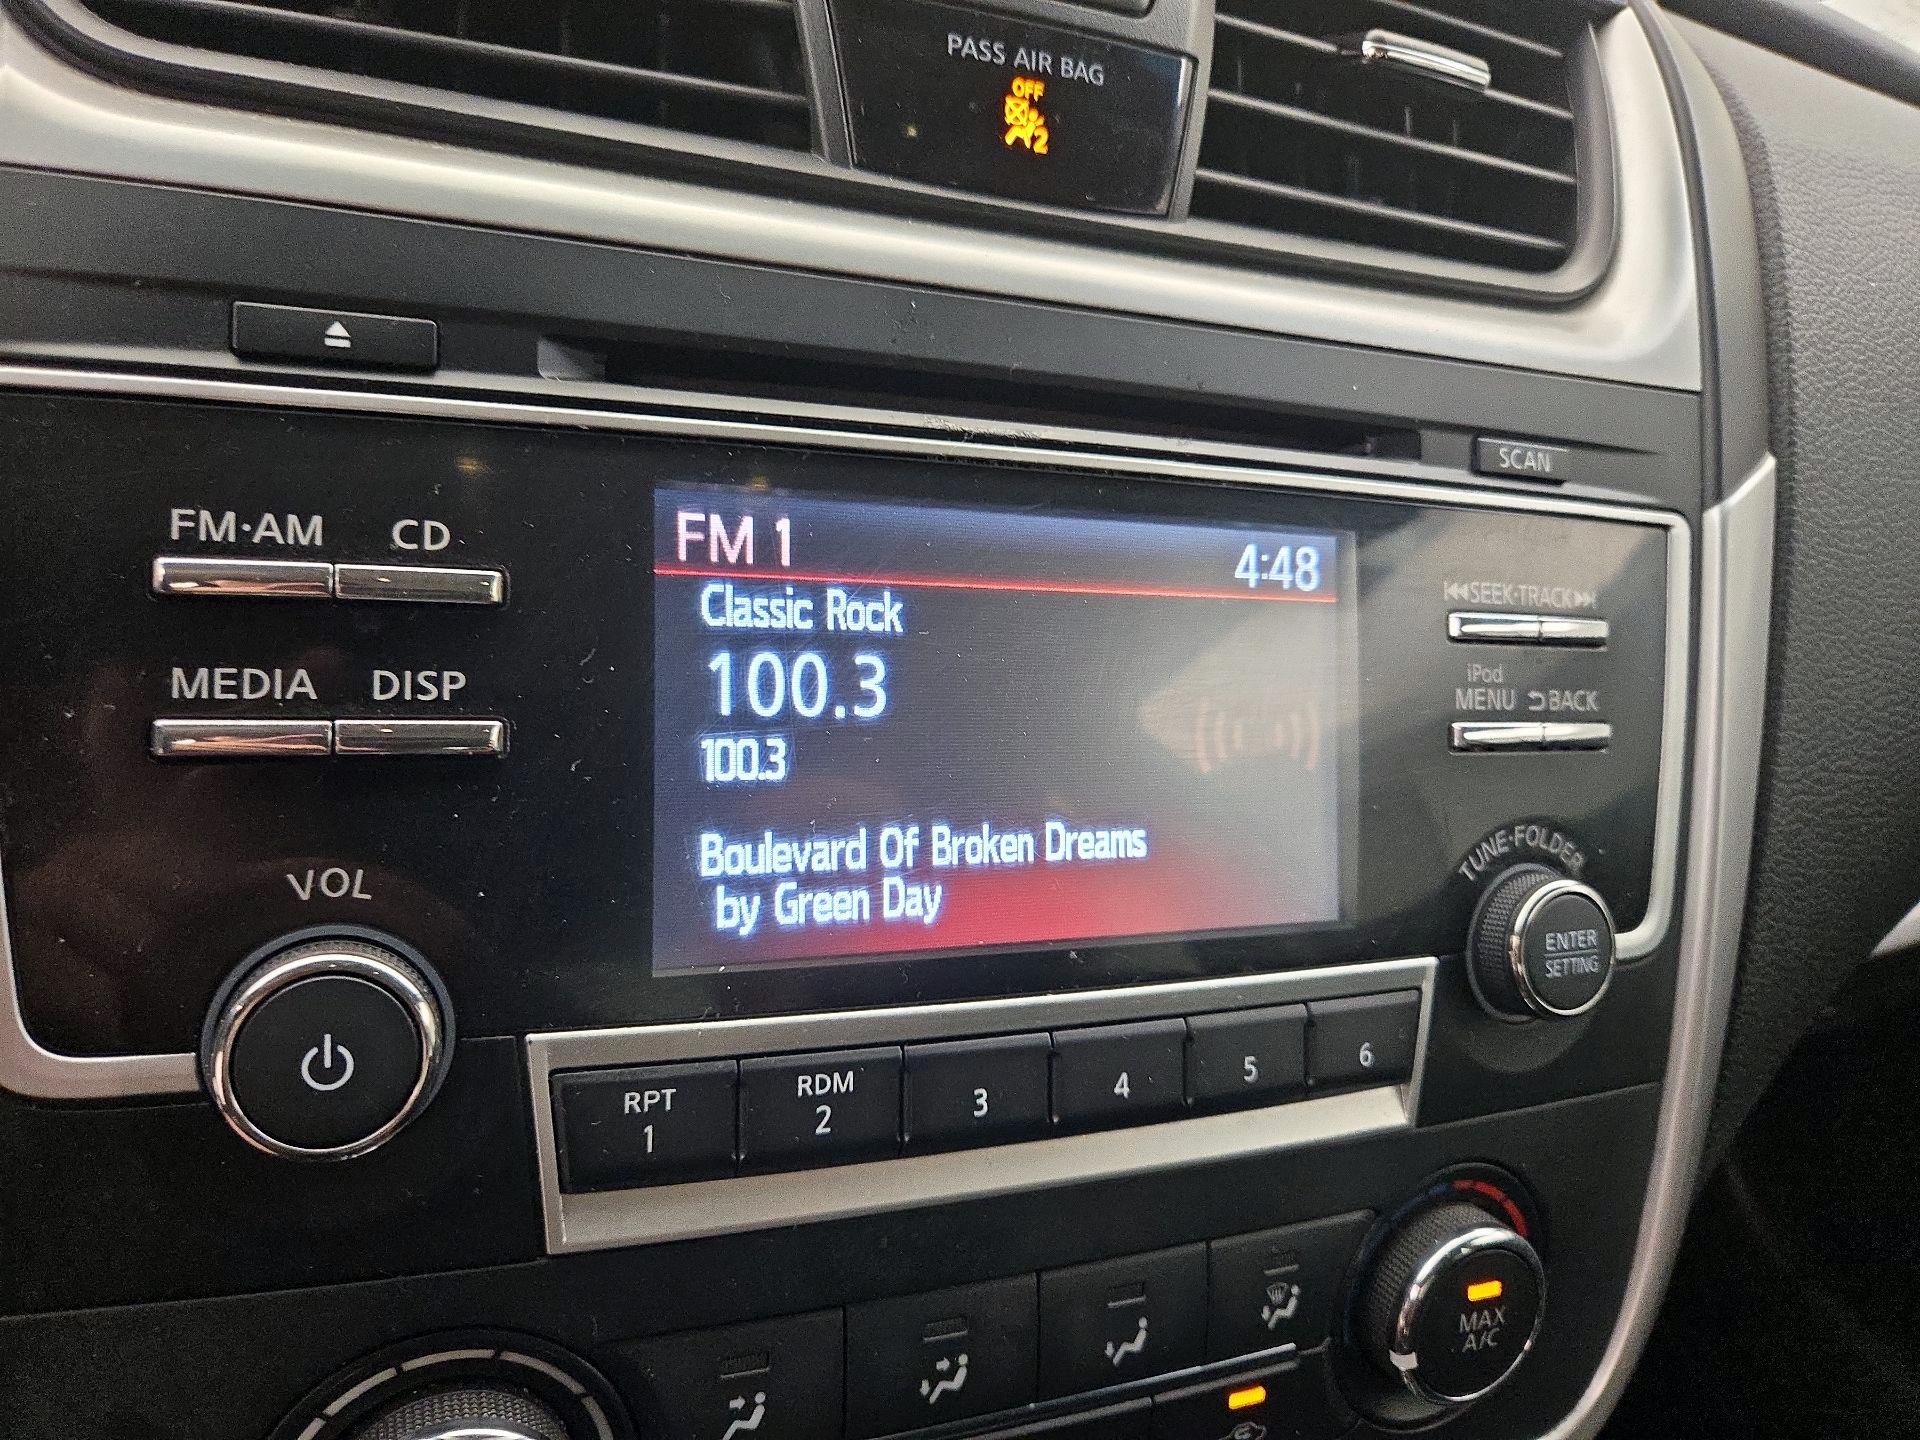 PASS AIR BAG
OFF
2
SCAN
FM·AM
CD
FM 1
4:48
SEEK·TRACK
Classic Rock
100.3
iPod
MENU
BACK
MEDIA
DISP
100.3
Boulevard Of Broken Dreams
by Green Day
TUNE·FOLDER
VOL
ENTER
SETTING
RPT
1
RDM
2
3
4
5
6
MAX
A/C